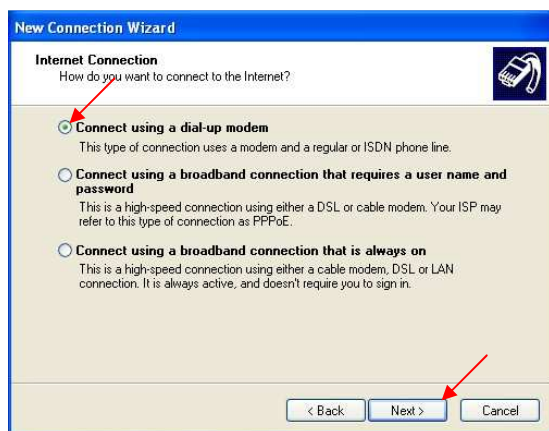 New Connection Wizard
Internet Connection
How do you want to connect to the Internet?
Connect using a dial-up modem
This type of connection uses a modem and a regular or ISDN phone line.
Connect using a broadband connection that requires a user name and
password
This is a high-speed connection using either a DSL or cable modem. Your ISP may
refer to this type of connection as PPPoE.
Connect using a broadband connection that is always on
This is a high-speed connection using either a cable modem, DSL or LAN
connection. It is always active, and doesn't require you to sign in.
< Back Next > Cancel